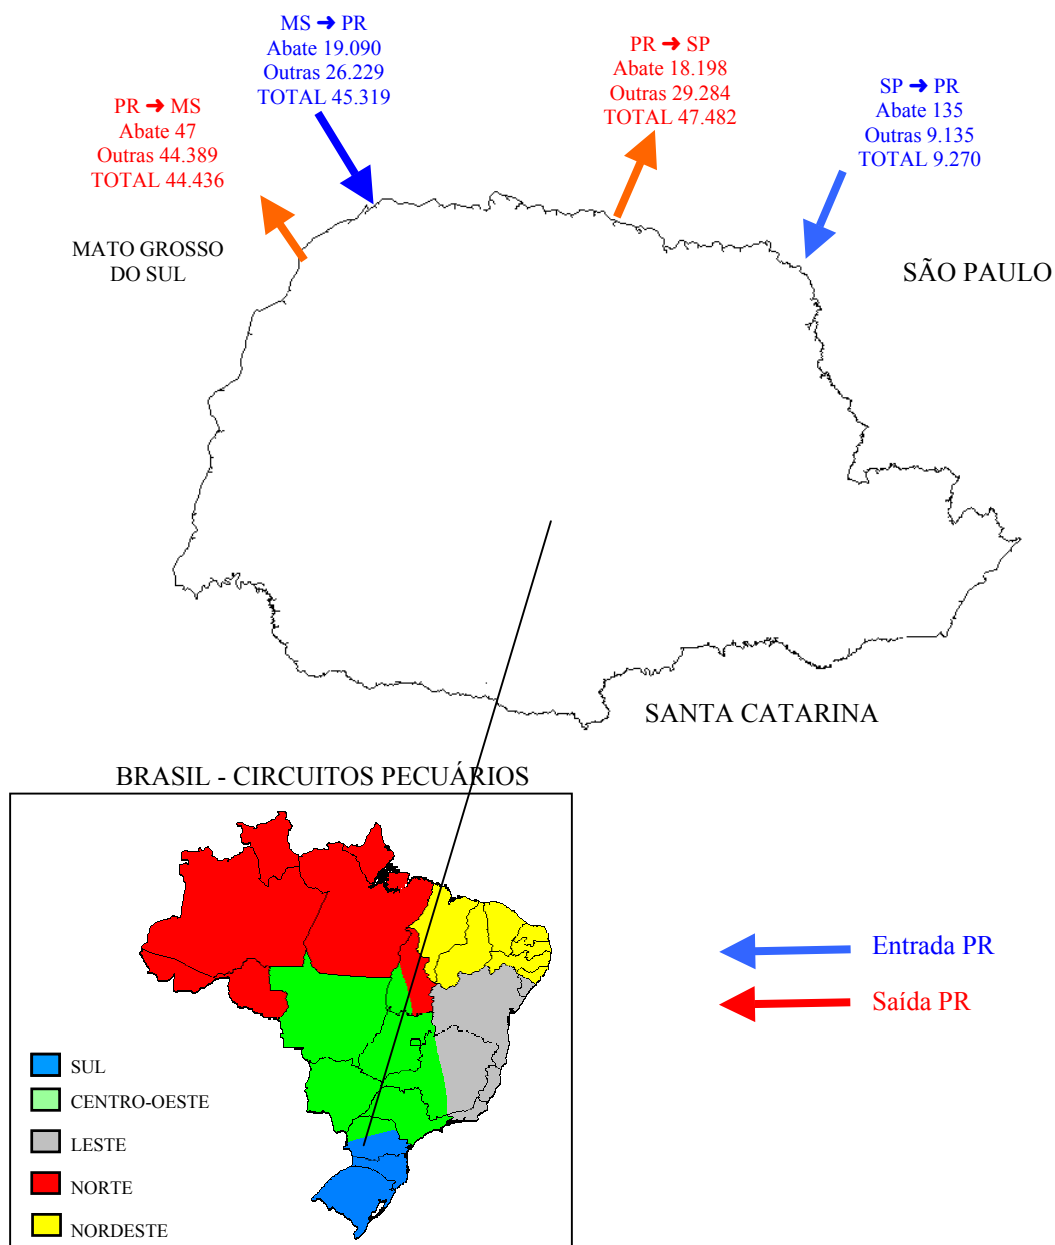 MS ➔ PR
Abate 19.090
Outras 26.229
TOTAL 45.319
PR ➔ SP
Abate 18.198
Outras 29.284
TOTAL 47.482
SP ➔ PR
Abate 135
Outras 9.135
TOTAL 9.270
PR ➔ MS
Abate 47
Outras 44.389
TOTAL 44.436
MATO GROSSO
DO SUL
SÃO PAULO
SANTA CATARINA
BRASIL - CIRCUITOS PECUÁRIOS
Entrada PR
Saída PR
SUL
CENTRO-OESTE
LESTE
NORTE
NORDESTE